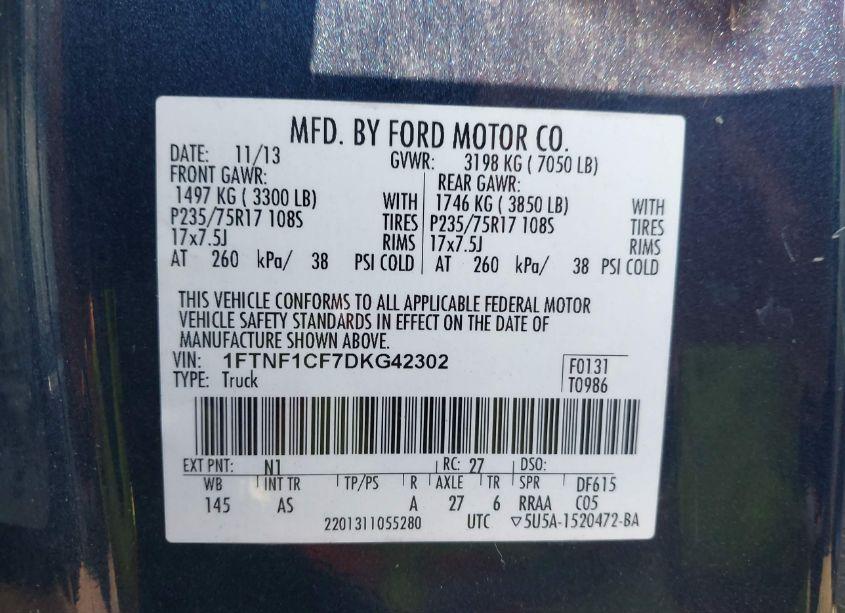 MFD. BY FORD MOTOR CO.
DATE: 11/13 GVWR: 3198 KG ( 7050 LB)
FRONT GAWR: REAR GAWR:
1497 KG ( 3300 LB) WITH 1746 KG ( 3850 LB) WITH
P235/75R17 108S TIRES P235/75R17 108S TIRES
17x7.5J RIMS 17x7.5J RIMS
AT 260 kPa/ 38 PSI COLD AT 260 kPa/ 38 PSI COLD
THIS VEHICLE CONFORMS TO ALL APPLICABLE FEDERAL MOTOR
VEHICLE SAFETY STANDARDS IN EFFECT ON THE DATE OF
MANUFACTURE SHOWN ABOVE.
VIN: 1FTNF1CF7DKG42302 F0131
TYPE: Truck T0986
EXT PNT: N1 RC: 27 DSO:
WB INT TR TP/PS R AXLE TR SPR DF615
145 AS A 27 6 RRAA C05
2201311055280 UTC ▽5U5A-1520472-BA